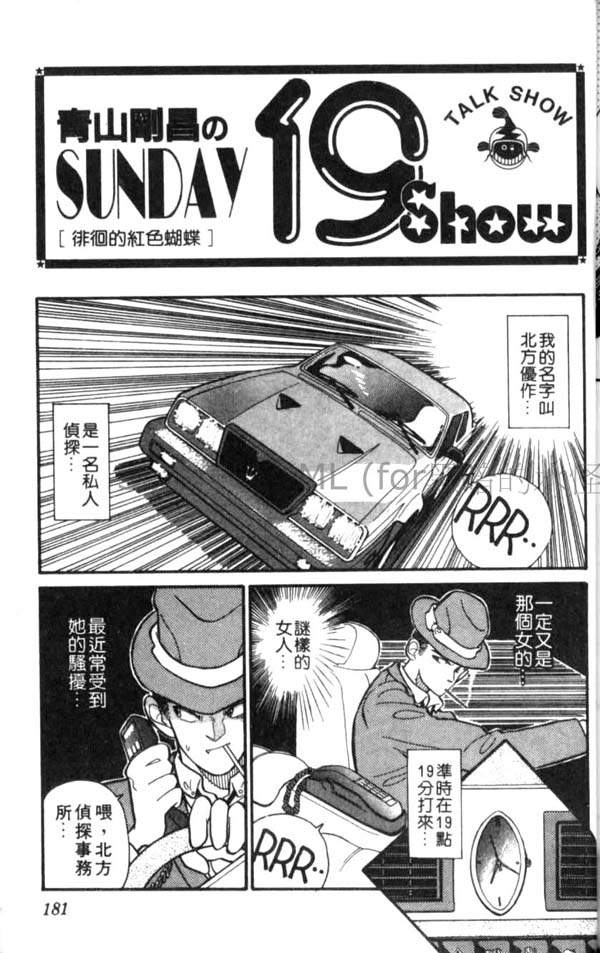 青山剛昌の
SUNDAY
19
Show
TALK SHOW
[ 徘徊的紅色蝴蝶 ]
我的名字叫
北方優作…
是一名私人
偵探…
RRR‥
一定又是
那個女的…
謎樣的
女人…
準時在19點
19分打來…
RRR‥
最近常受到
她的騷擾…
喂，北方
偵探事務
所…
181